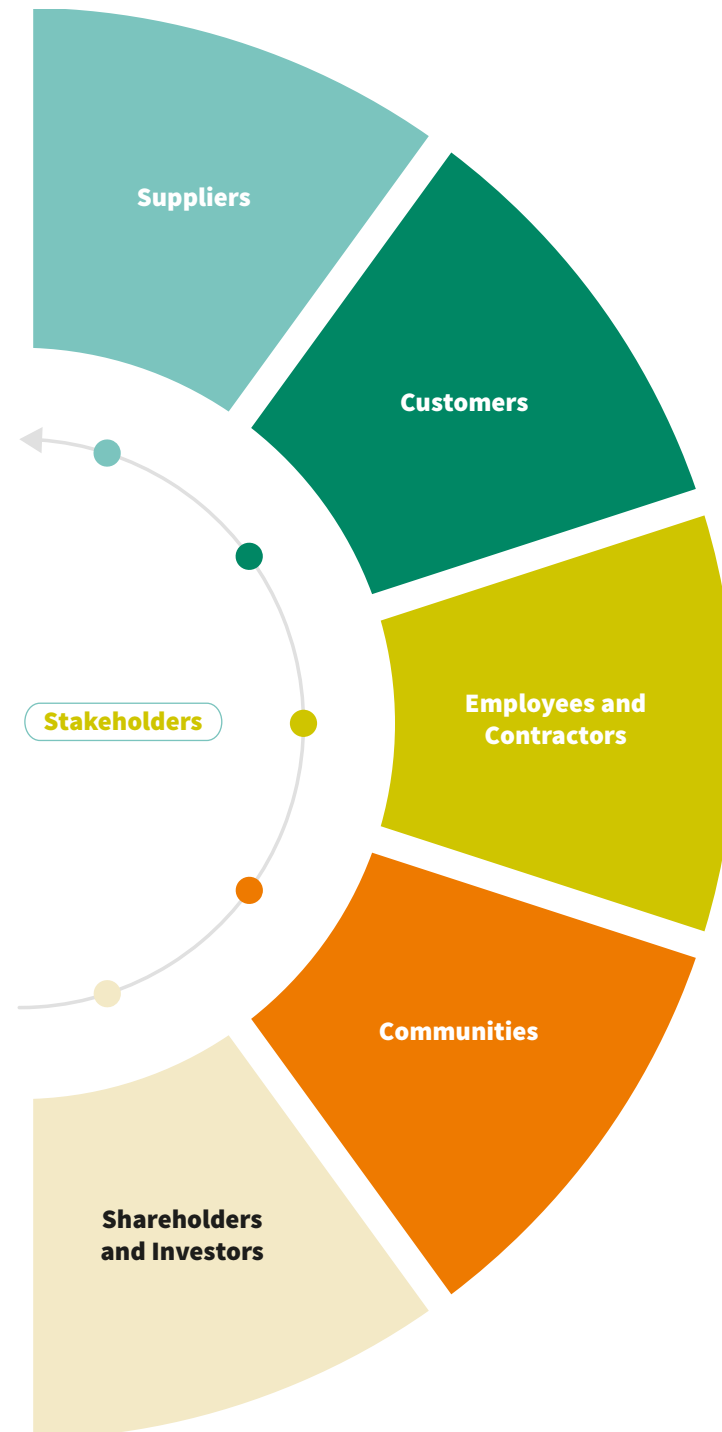 Suppliers
Customers
Employees and
Contractors
Stakeholders
Communities
Shareholders
and Investors